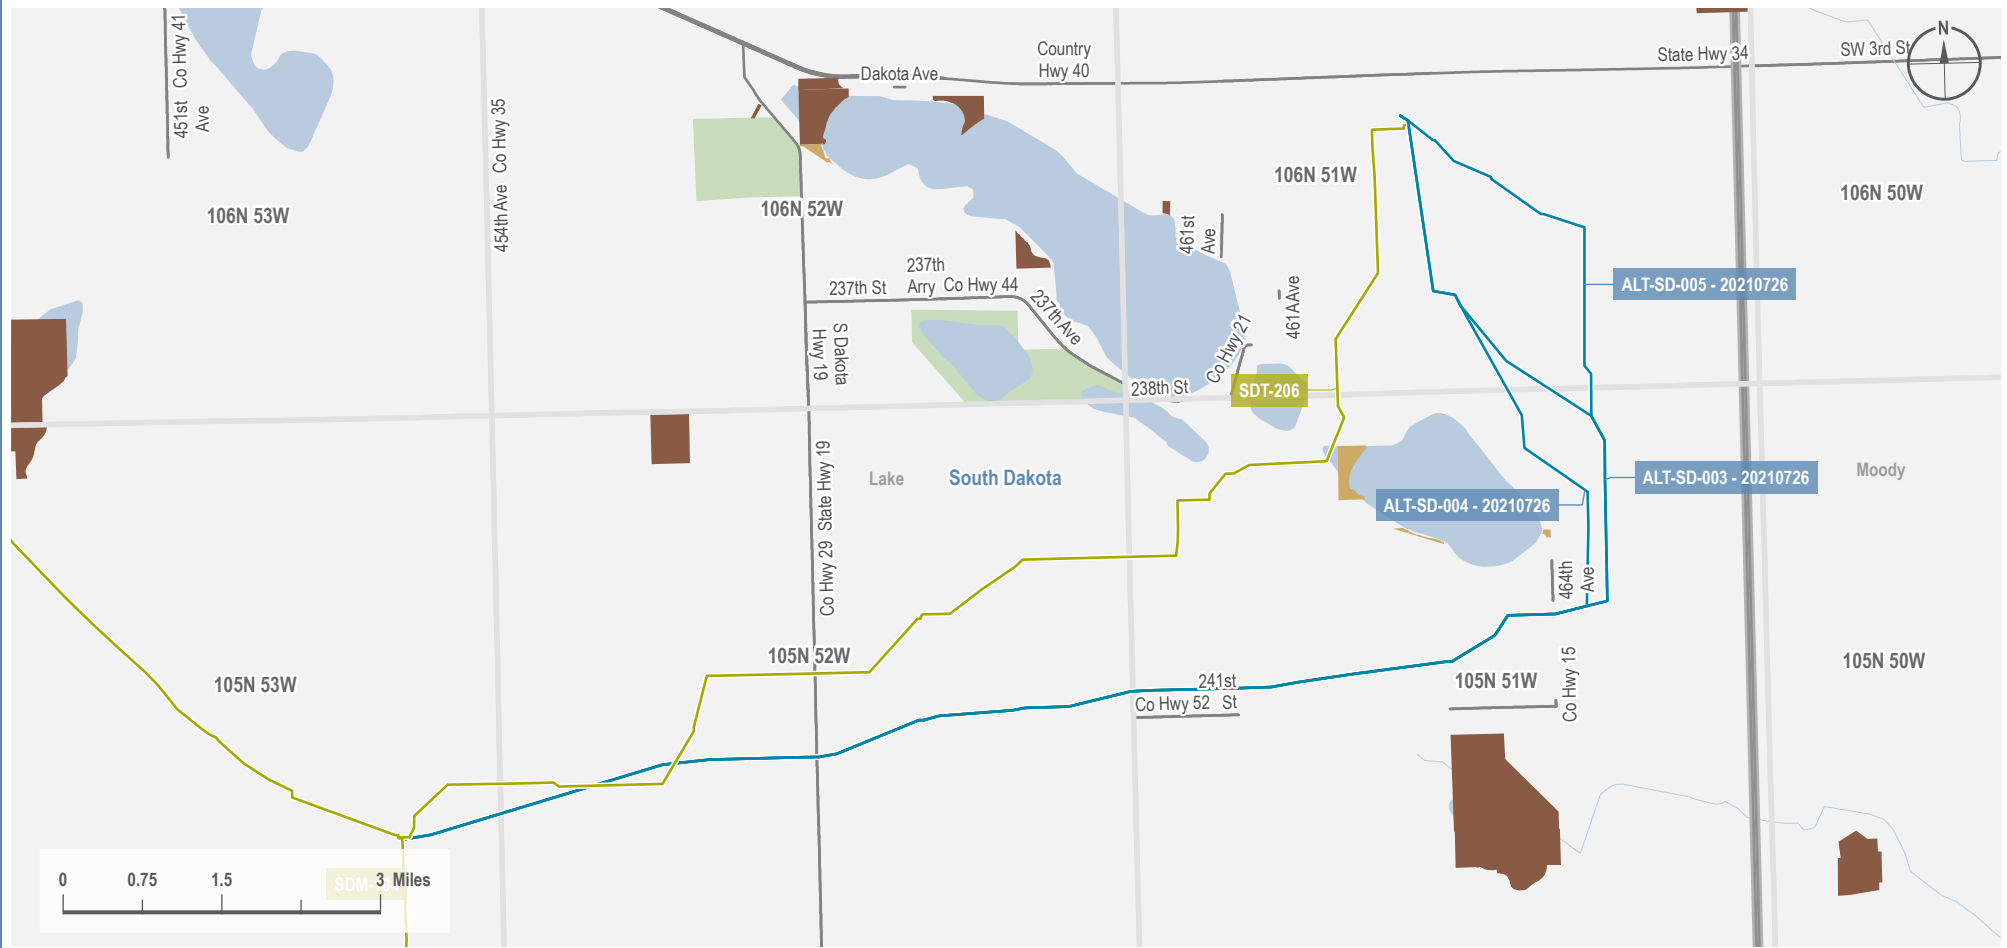 451st
Ave
Co Hwy 41
454th Ave Co Hwy 35
Dakota Ave
Country
Hwy 40
State Hwy 34
SW 3rd St
N
106N 53W
106N 52W
106N 51W
106N 50W
461st
Ave
237th St
237th
Arry
Co Hwy 44
237th Ave
461A Ave
ALT-SD-005 - 20210726
S Dakota
Hwy 19
Co Hwy 21
238th St
SDT-206
Lake
South Dakota
Moody
ALT-SD-003 - 20210726
ALT-SD-004 - 20210726
Co Hwy 29 State Hwy 19
464th
Ave
105N 53W
105N 52W
105N 51W
105N 50W
241st
Co Hwy 52 St
Co Hwy 15
0 0.75 1.5 3 Miles